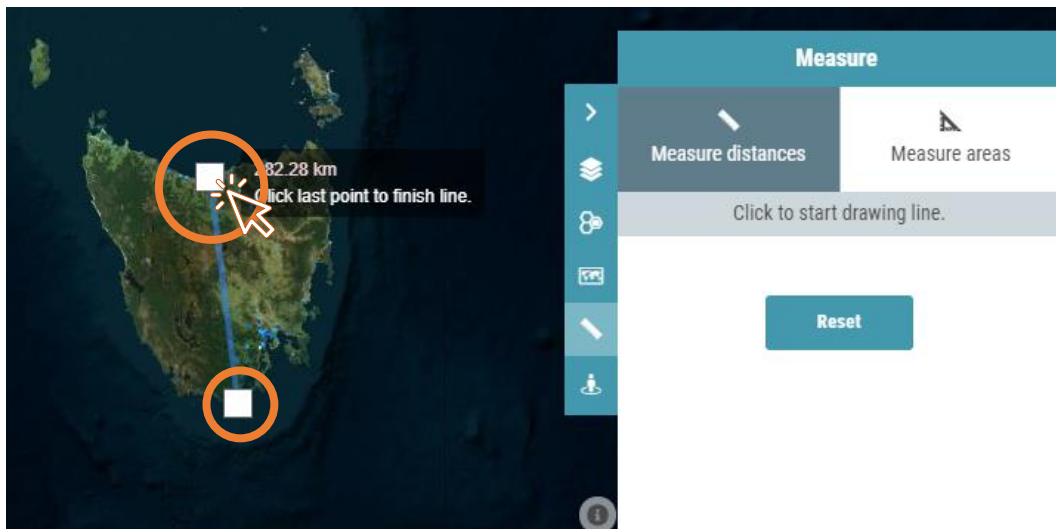 Measure
Measure distances
Measure areas
Click to start drawing line.
Reset
82.28 km
Click last point to finish line.